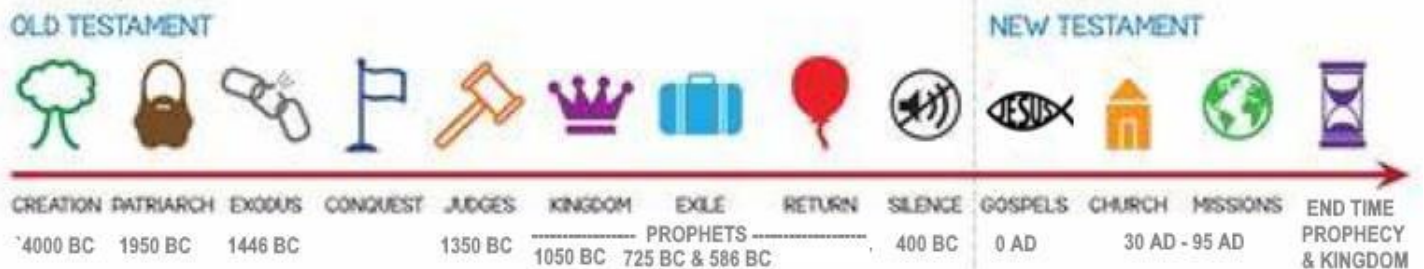 OLD TESTAMENT NEW TESTAMENT
JESUS
CREATION PATRIARCH EXODUS CONQUEST JUDGES KINGDOM EXILE RETURN SILENCE GOSPELS CHURCH MISSIONS END TIME
PROPHECY
& KINGDOM
`4000 BC 1950 BC 1446 BC 1350 BC ----------------- PROPHETS ------------------- . 400 BC 0 AD 30 AD - 95 AD
1050 BC 725 BC & 586 BC